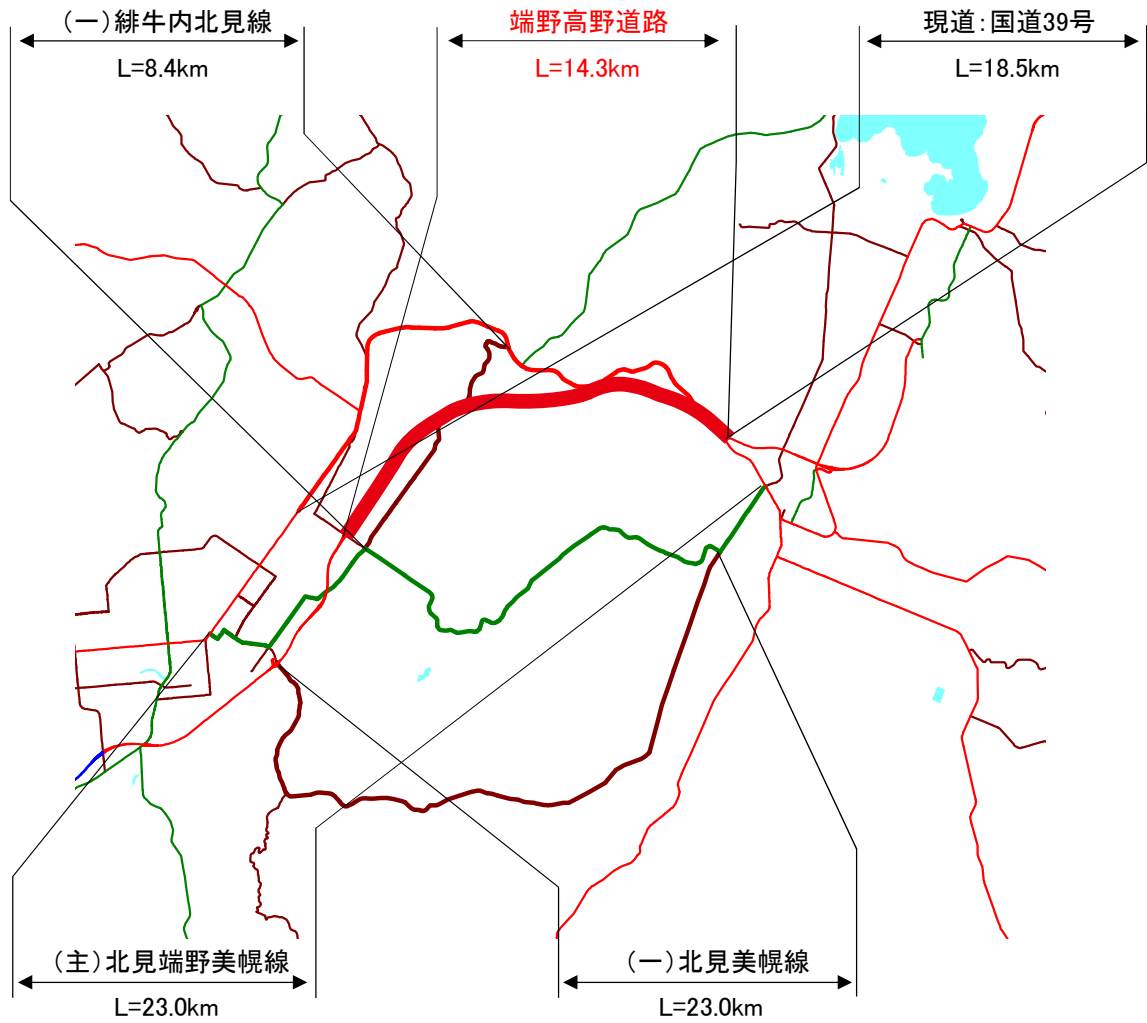 (一)緋牛内北見線
L=8.4km
端野高野道路
L=14.3km
現道:国道39号
L=18.5km
(主)北見端野美幌線
L=23.0km
(一)北見美幌線
L=23.0km